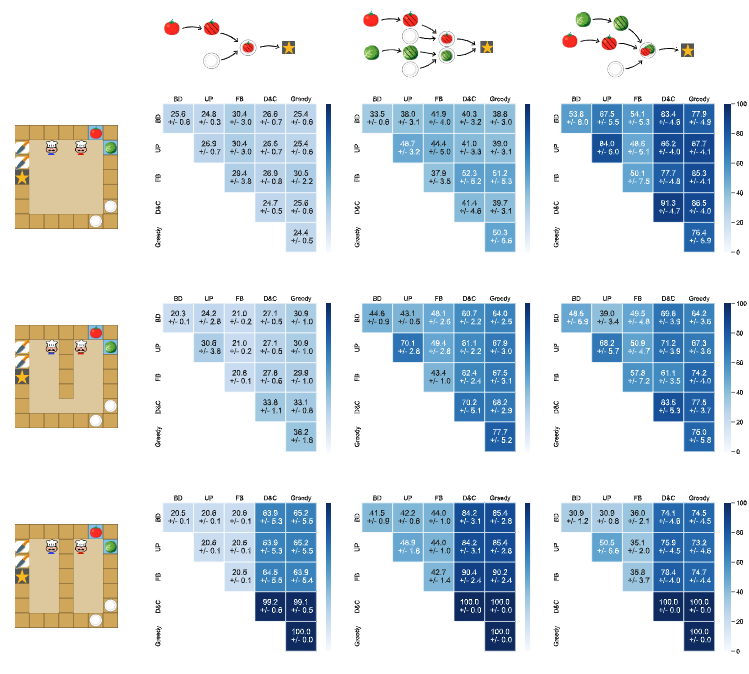 BD UP FB D&C Greedy
BD
25.6 24.8 30.4 26.6 25.4
+/- 0.6 +/- 0.3 +/- 3.0 +/- 0.7 +/- 0.6
UP
26.9 30.4 26.6 25.4
+/- 0.7 +/- 3.0 +/- 0.7 +/- 0.6
FB
28.4 26.9 30.5
+/- 3.8 +/- 0.8 +/- 2.2
D&C
24.7 25.6
+/- 0.5 +/- 0.6
Greedy
24.4
+/- 0.5
BD UP FB D&C Greedy
BD
33.5 38.0 41.9 40.3 38.8
+/- 0.6 +/- 3.1 +/- 4.0 +/- 3.2 +/- 3.0
UP
48.7 44.4 41.0 39.0
+/- 3.2 +/- 5.0 +/- 3.3 +/- 3.1
FB
37.9 52.3 51.2
+/- 3.5 +/- 5.2 +/- 5.3
D&C
41.4 39.7
+/- 4.6 +/- 3.1
Greedy
50.3
+/- 6.6
BD UP FB D&C Greedy
BD
53.8 67.5 54.1 83.4 77.9
+/- 6.0 +/- 5.5 +/- 5.3 +/- 4.6 +/- 4.9
UP
84.0 48.6 86.2 87.7
+/- 6.0 +/- 5.1 +/- 4.0 +/- 4.1
FB
50.1 77.7 85.3
+/- 7.5 +/- 4.8 +/- 4.1
D&C
91.3 86.5
+/- 4.7 +/- 4.0
Greedy
76.4
+/- 6.9
100
80
60
40
20
0
BD UP FB D&C Greedy
BD
20.3 24.2 21.0 27.1 30.9
+/- 0.1 +/- 2.8 +/- 0.2 +/- 0.5 +/- 1.0
UP
30.8 21.0 27.1 30.9
+/- 3.8 +/- 0.2 +/- 0.5 +/- 1.0
FB
20.6 27.8 29.9
+/- 0.1 +/- 0.6 +/- 1.0
D&C
33.8 33.1
+/- 1.1 +/- 0.8
Greedy
36.2
+/- 1.6
BD UP FB D&C Greedy
BD
44.6 43.1 48.1 60.7 64.0
+/- 0.9 +/- 0.5 +/- 2.6 +/- 2.2 +/- 2.5
UP
70.1 49.4 61.1 67.9
+/- 2.8 +/- 2.8 +/- 2.2 +/- 3.0
FB
43.4 62.4 67.5
+/- 1.0 +/- 2.4 +/- 3.1
D&C
70.2 68.2
+/- 5.1 +/- 2.9
Greedy
77.7
+/- 5.2
BD UP FB D&C Greedy
BD
48.6 39.0 49.5 69.8 64.2
+/- 6.9 +/- 3.4 +/- 4.8 +/- 3.9 +/- 3.6
UP
68.2 50.9 71.2 67.3
+/- 5.7 +/- 4.7 +/- 3.9 +/- 3.8
FB
57.8 61.1 74.2
+/- 7.2 +/- 3.5 +/- 4.0
D&C
83.5 77.5
+/- 5.3 +/- 3.7
Greedy
76.0
+/- 5.8
100
80
60
40
20
0
BD UP FB D&C Greedy
BD
20.5 20.6 20.6 63.9 65.2
+/- 0.1 +/- 0.1 +/- 0.1 +/- 5.3 +/- 5.5
UP
20.6 20.6 63.9 65.2
+/- 0.1 +/- 0.1 +/- 5.3 +/- 5.5
FB
20.6 64.5 63.9
+/- 0.1 +/- 5.5 +/- 5.4
D&C
99.2 99.1
+/- 0.6 +/- 0.5
Greedy
100.0
+/- 0.0
BD UP FB D&C Greedy
BD
41.5 42.2 44.0 84.2 85.4
+/- 0.9 +/- 0.8 +/- 1.0 +/- 3.1 +/- 2.8
UP
46.9 44.0 84.2 85.4
+/- 1.8 +/- 1.0 +/- 3.1 +/- 2.8
FB
42.7 90.4 90.2
+/- 1.4 +/- 2.4 +/- 2.4
D&C
100.0 100.0
+/- 0.0 +/- 0.0
Greedy
100.0
+/- 0.0
BD UP FB D&C Greedy
BD
30.9 30.9 36.0 74.1 74.5
+/- 1.2 +/- 0.8 +/- 2.1 +/- 4.6 +/- 4.5
UP
50.5 35.1 75.9 73.2
+/- 6.6 +/- 2.0 +/- 4.5 +/- 4.6
FB
35.8 78.4 74.7
+/- 3.7 +/- 4.0 +/- 4.4
D&C
100.0 100.0
+/- 0.0 +/- 0.0
Greedy
100.0
+/- 0.0
100
80
60
40
20
0